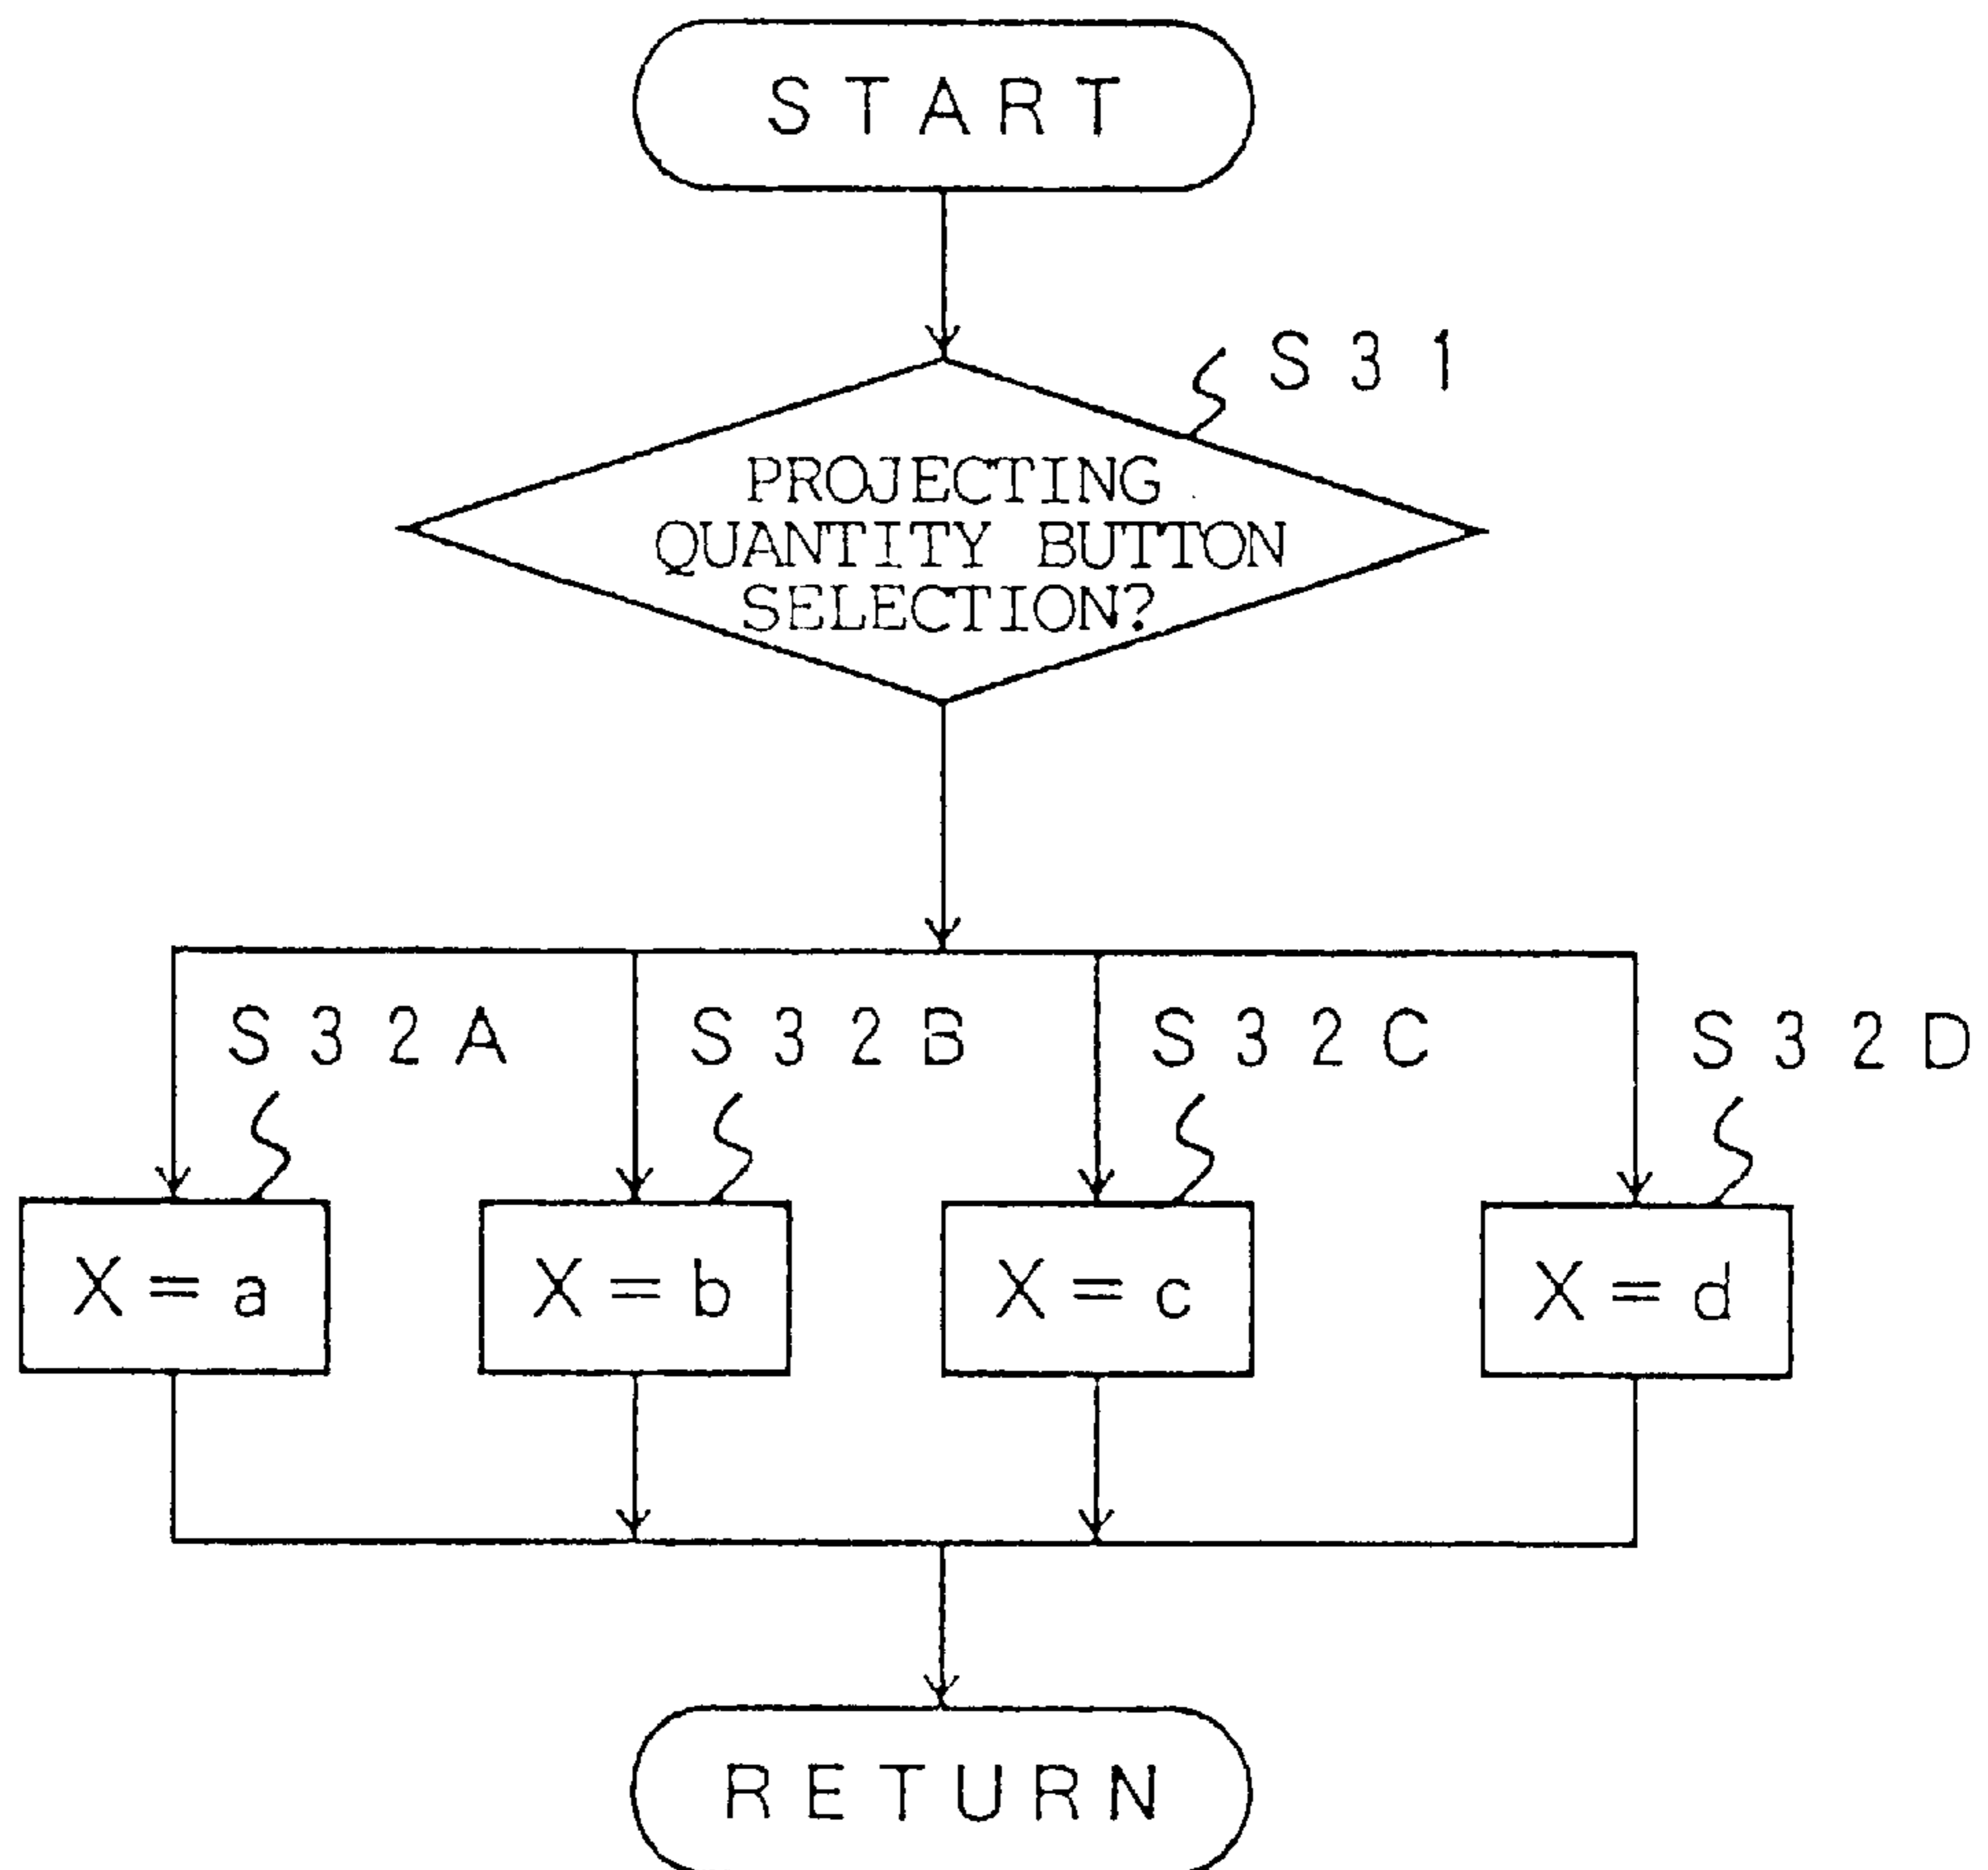 START
S31
PROJECTING
QUANTITY BUTTON
SELECTION?
S32A S32B S32C S32D
X=a X=b X=c X=d
RETURN